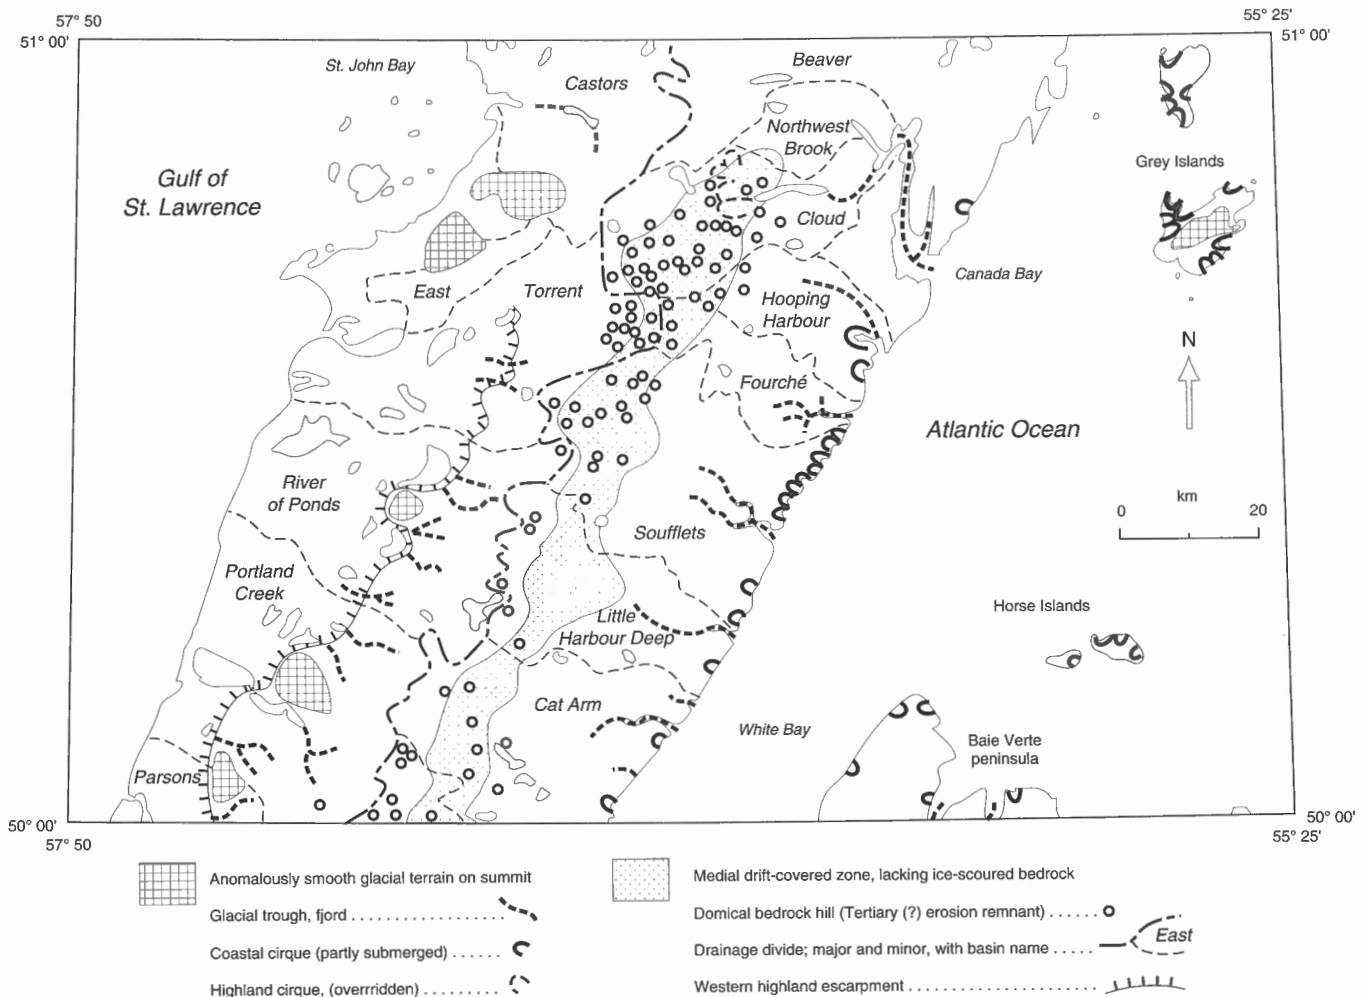 57° 50
55° 25'
51° 00'
51° 00'
St. John Bay
Castors
Beaver
Northwest
Brook
Grey Islands
Gulf of
St. Lawrence
Cloud
Canada Bay
East
Torrent
Hooping
Harbour
N
Fourché
Atlantic Ocean
River
of Ponds
km
0
20
Soufflets
Portland
Creek
Horse Islands
Little
Harbour Deep
Cat Arm
White Bay
Baie Verte
peninsula
Parsons
50° 00'
50° 00'
57° 50
55° 25'
Anomalously smooth glacial terrain on summit
Glacial trough, fjord
Coastal cirque (partly submerged)
Highland cirque, (overrridden)
Medial drift-covered zone, lacking ice-scoured bedrock
Domical bedrock hill (Tertiary (?) erosion remnant)
Drainage divide; major and minor, with basin name
East
Western highland escarpment